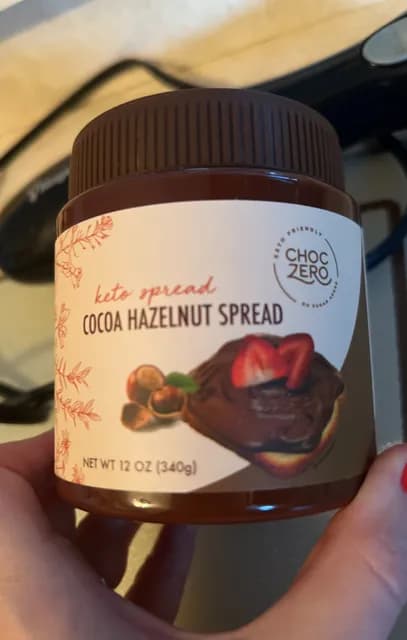 KETO FRIENDLY
CHOC
ZERO
NO SUGAR ADDED
keto spread
COCOA HAZELNUT SPREAD
NET WT 12 OZ (340g)